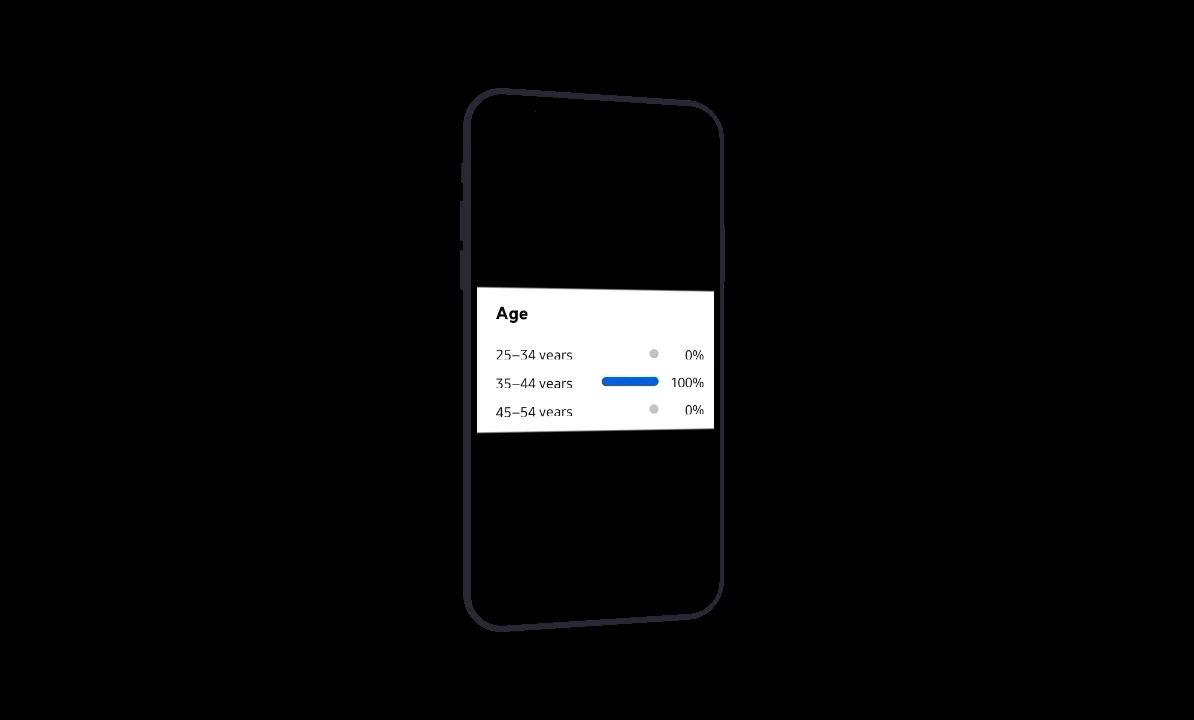 Age
25–34 years 0%
35–44 years 100%
45–54 years 0%